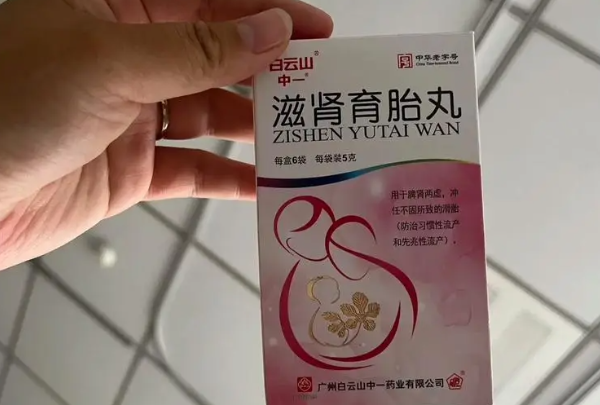 白云山®
中一®
中华老字号
China Time-honored Brand
滋肾育胎丸
ZISHEN YUTAI WAN
每盒6袋 每袋装5克
用于脾肾两虚，冲
任不固所致的滑胎
(防治习惯性流产
和先兆性流产)。
广州白云山中一药业有限公司